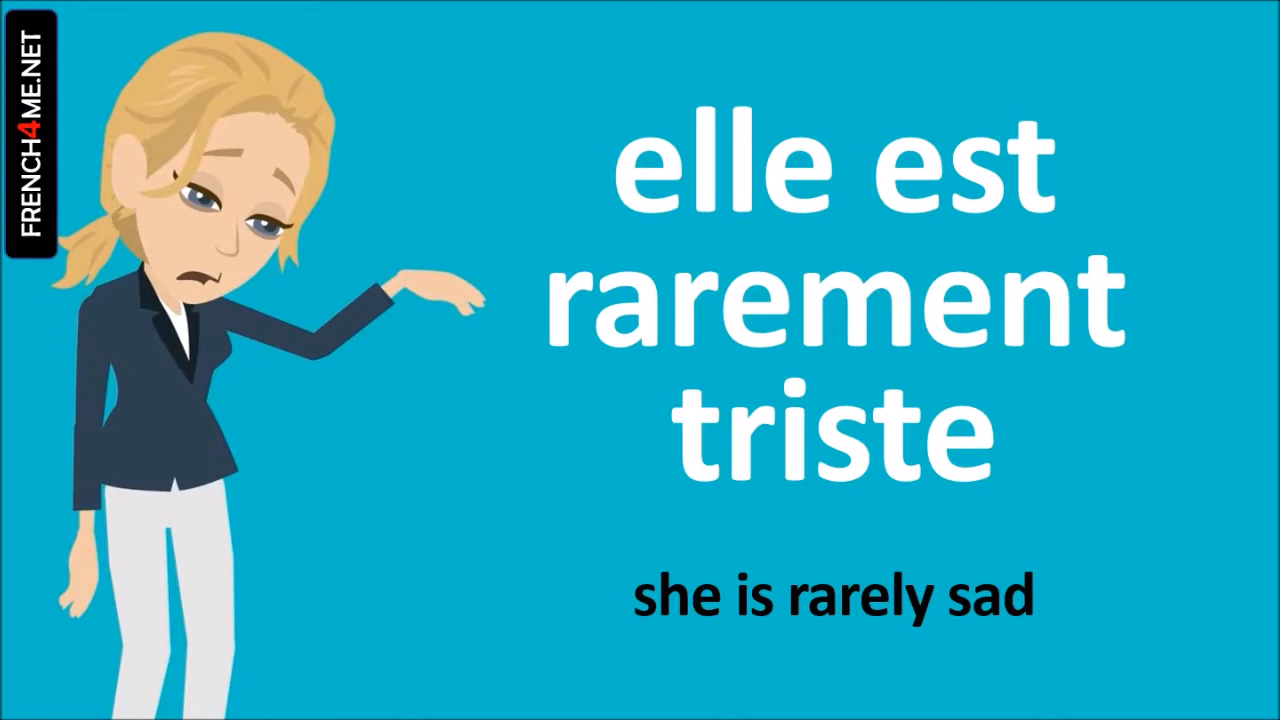 FRENCH4ME.NET
elle est
rarement
triste
she is rarely sad